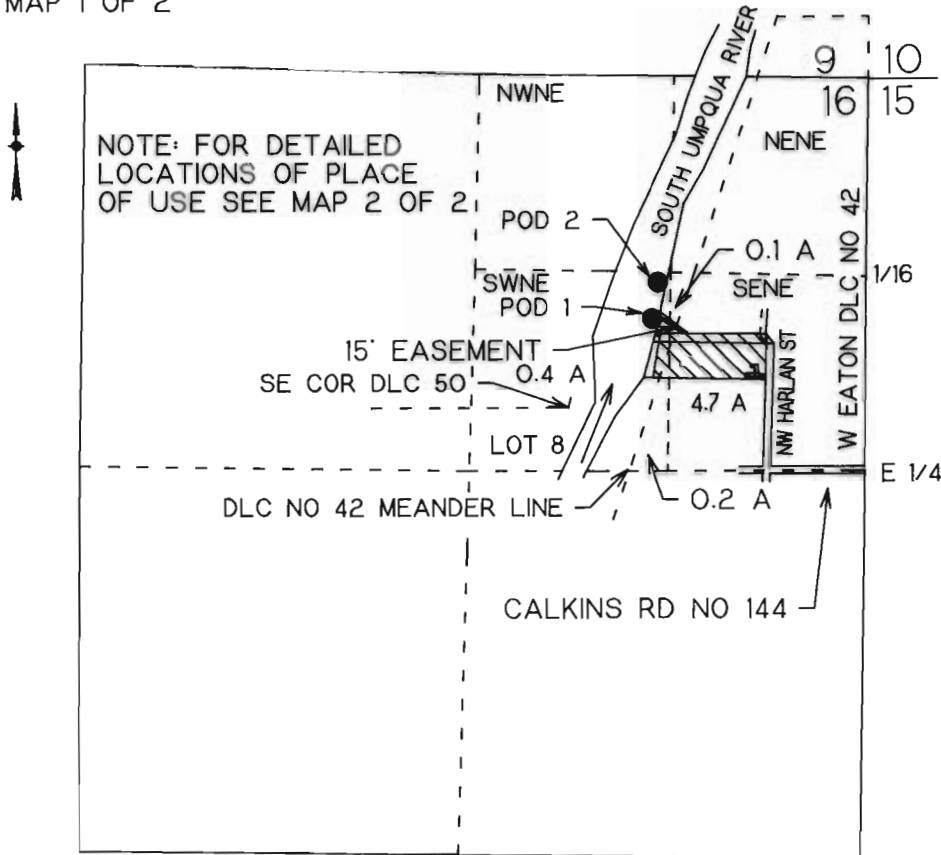 MAP 1 OF 2
9
10
16
15
NWNE
SOUTH UMPQUA RIVER
NENE
NOTE: FOR DETAILED
LOCATIONS OF PLACE
OF USE SEE MAP 2 OF 2
W EATON DLC NO 42
POD 2
0.1 A
1/16
SWNE
SENE
POD 1
15' EASEMENT
SE COR DLC 50
0.4 A
4.7 A
NW HARLAN ST
LOT 8
E 1/4
DLC NO 42 MEANDER LINE
0.2 A
CALKINS RD NO 144